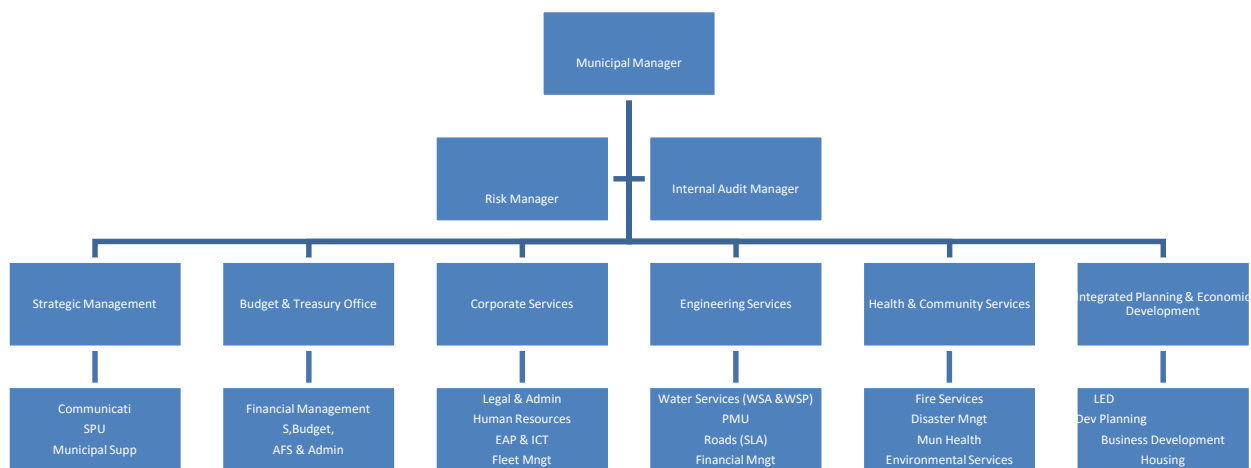 Municipal Manager
Risk Manager
Internal Audit Manager
Strategic Management
Budget & Treasury Office
Corporate Services
Engineering Services
Health & Community Services
Integrated Planning & Economic
Development
Communicati
SPU
Municipal Supp
Financial Management
S,Budget,
AFS & Admin
Legal & Admin
Human Resources
EAP & ICT
Fleet Mngt
Water Services (WSA &WSP)
PMU
Roads (SLA)
Financial Mngt
Fire Services
Disaster Mngt
Mun Health
Environmental Services
LED
Dev Planning
Business Development
Housing